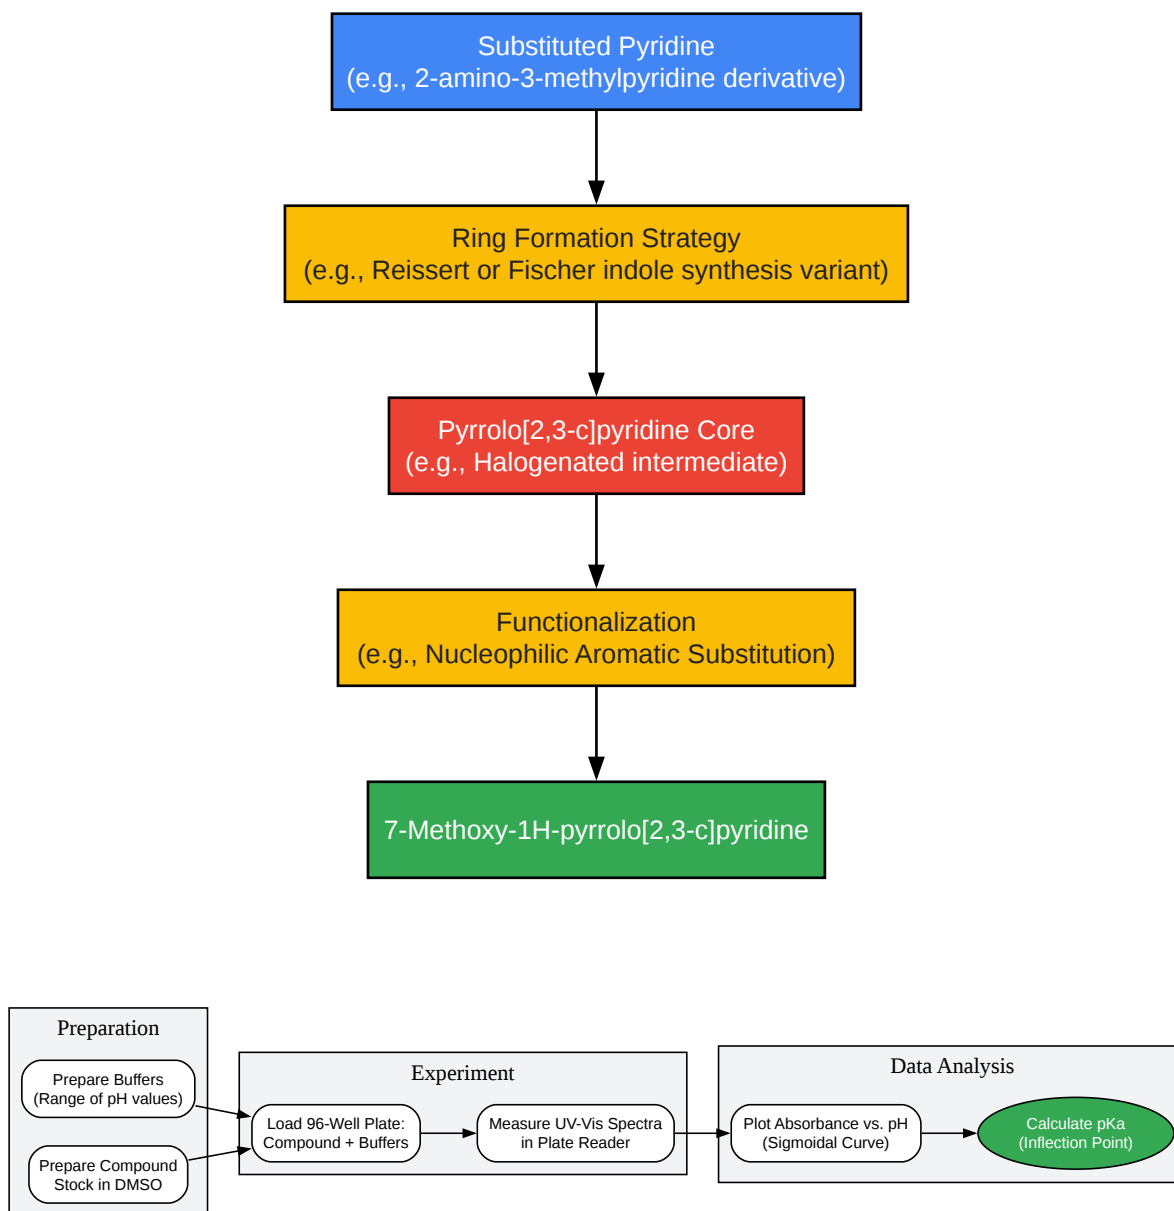 Substituted Pyridine
(e.g., 2-amino-3-methylpyridine derivative)
Ring Formation Strategy
(e.g., Reissert or Fischer indole synthesis variant)
Pyrrolo[2,3-c]pyridine Core
(e.g., Halogenated intermediate)
Functionalization
(e.g., Nucleophilic Aromatic Substitution)
7-Methoxy-1H-pyrrolo[2,3-c]pyridine
Preparation
Prepare Buffers
(Range of pH values)
Prepare Compound
Stock in DMSO
Experiment
Load 96-Well Plate:
Compound + Buffers
Measure UV-Vis Spectra
in Plate Reader
Data Analysis
Plot Absorbance vs. pH
(Sigmoidal Curve)
Calculate pKa
(Inflection Point)